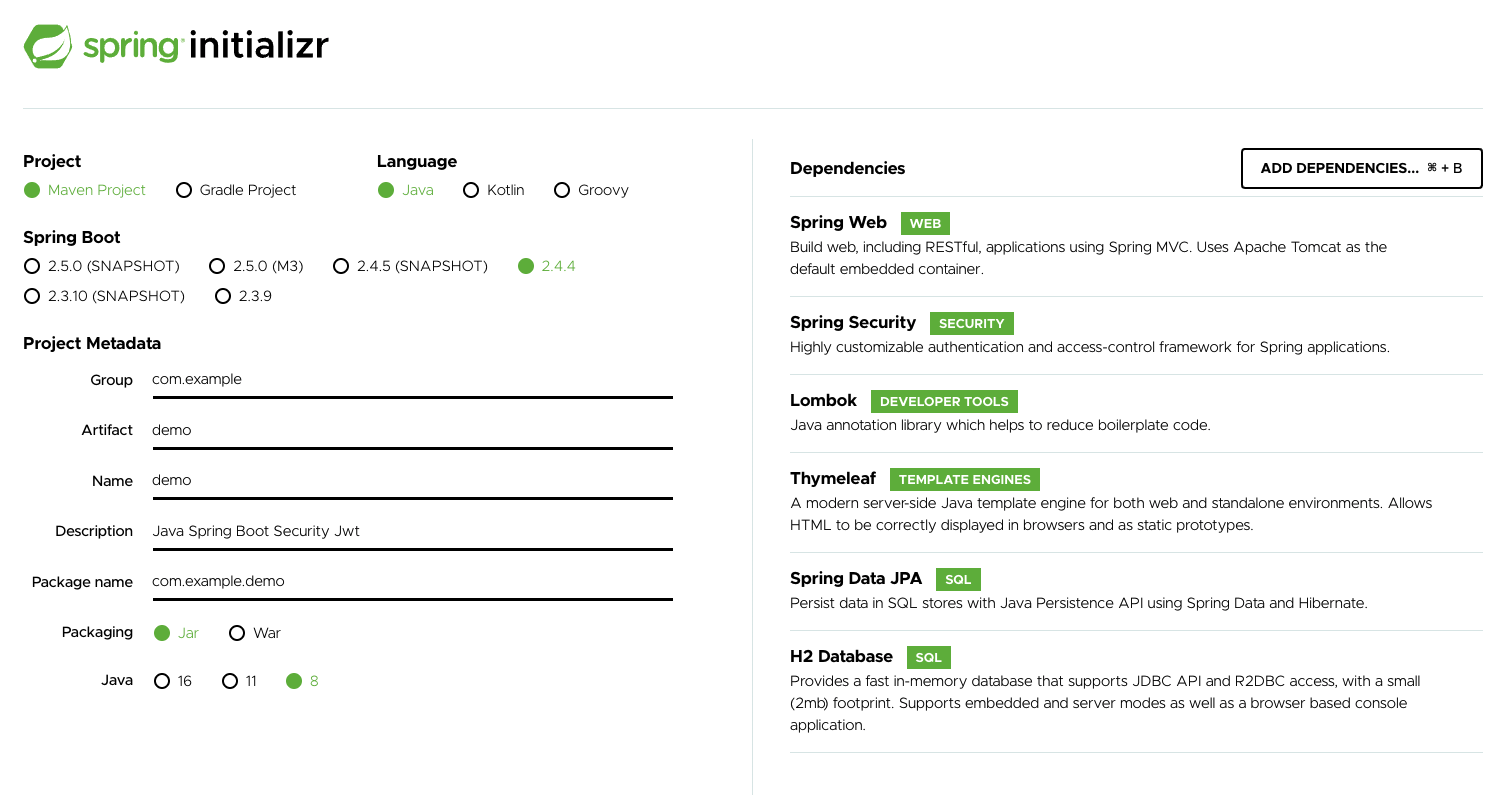 spring initializr
Project
Maven Project Gradle Project
Language
Java Kotlin Groovy
Spring Boot
2.5.0 (SNAPSHOT) 2.5.0 (M3) 2.4.5 (SNAPSHOT) 2.4.4
2.3.10 (SNAPSHOT) 2.3.9
Project Metadata
Group com.example
Artifact demo
Name demo
Description Java Spring Boot Security Jwt
Package name com.example.demo
Packaging Jar War
Java 16 11 8
Dependencies
ADD DEPENDENCIES... ⌘ + B
Spring Web WEB
Build web, including RESTful, applications using Spring MVC. Uses Apache Tomcat as the
default embedded container.
Spring Security SECURITY
Highly customizable authentication and access-control framework for Spring applications.
Lombok DEVELOPER TOOLS
Java annotation library which helps to reduce boilerplate code.
Thymeleaf TEMPLATE ENGINES
A modern server-side Java template engine for both web and standalone environments. Allows
HTML to be correctly displayed in browsers and as static prototypes.
Spring Data JPA SQL
Persist data in SQL stores with Java Persistence API using Spring Data and Hibernate.
H2 Database SQL
Provides a fast in-memory database that supports JDBC API and R2DBC access, with a small
(2mb) footprint. Supports embedded and server modes as well as a browser based console
application.